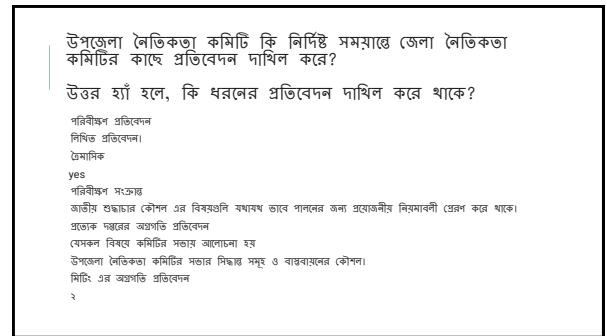 উপজেলা নৈতিকতা কমিটি কি নির্দিষ্ট সময়ান্তে জেলা নৈতিকতা
কমিটির কাছে প্রতিবেদন দাখিল করে?
উত্তর হ্যাঁ হলে, কি ধরনের প্রতিবেদন দাখিল করে থাকে?
পরিবীক্ষণ প্রতিবেদন
লিখিত প্রতিবেদন।
ত্রৈমাসিক
yes
পরিবীক্ষন সংক্রান্ত
জাতীয় শুদ্ধাচার কৌশল এর বিষয়গুলি যথাযথ ভাবে পালনের জন্য প্রয়োজনীয় নিয়মাবলী প্রেরণ করে থাকে।
প্রত্যেক দপ্তরের অগ্রগতি প্রতিবেদন
যেসকল বিষয়ে কমিটির সভায় আলোচনা হয়
উপজেলা নৈতিকতা কমিটির সভার সিদ্ধান্ত সমূহ ও বাস্তবায়নের কৌশল।
মিটিং এর অগ্রগতি প্রতিবেদন
২